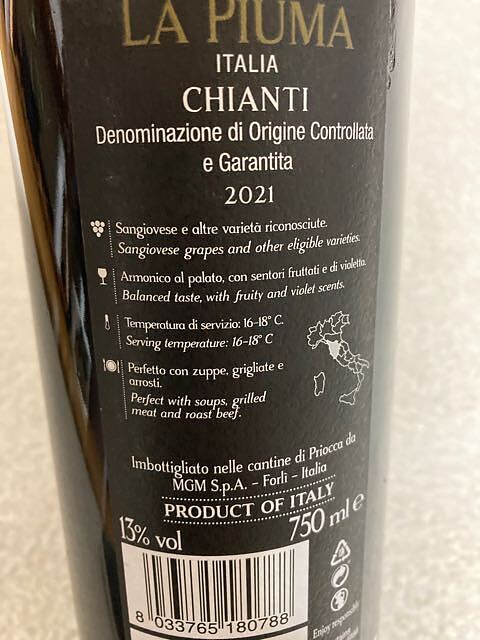 LA PIUMA
ITALIA
CHIANTI
Denominazione di Origine Controllata
e Garantita
2021
Sangiovese e altre varietà riconosciute.
Sangiovese grapes and other eligible varieties.
Armonico al palato, con sentori fruttati e di violetta.
Balanced taste, with fruity and violet scents.
Temperatura di servizio: 16-18° C.
Serving temperature: 16-18° C
Perfetto con zuppe, grigliate e
arrosti.
Perfect with soups, grilled
meat and roast beef.
Imbottigliato nelle cantine di Priocca da
MGM S.p.A. - Forlì - Italia
PRODUCT OF ITALY
13% vol
750 ml e
8 033765 180788
Enjoy responsibly